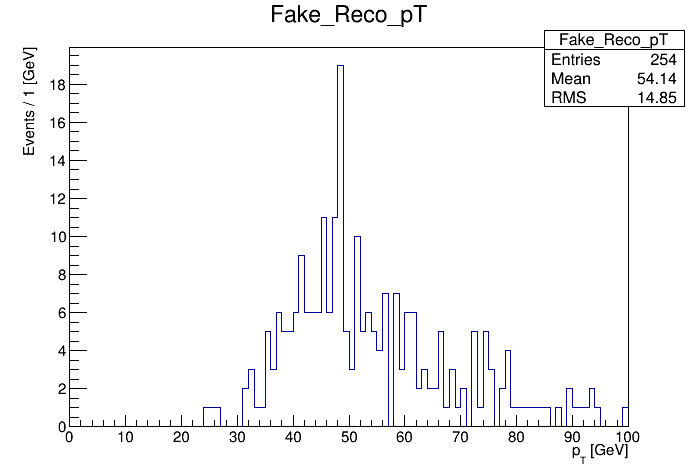 Fake_Reco_pT
Fake_Reco_pT
Entries 254
Mean 54.14
RMS 14.85
Events / 1 [GeV]
18
16
14
12
10
8
6
4
2
0
0 10 20 30 40 50 60 70 80 90 100
p_T [GeV]